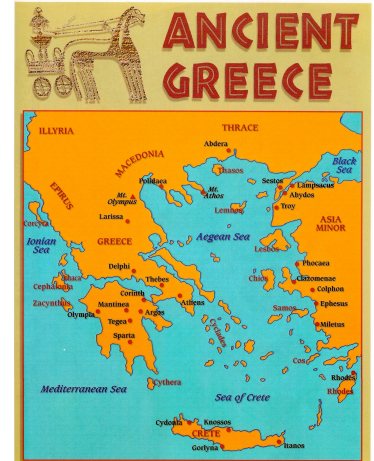 ANCIENT
GREECE
ILLYRIA
THRACE
Abdera
MACEDONIA
Black
Sea
Thasos
Potidaea
Sestos
Lampsacus
EPIRUS
Mt.
Olympus
Mt.
Athos
Abydos
Lemnos
Troy
Larissa
Corcyra
ASIA
MINOR
Ionian
Sea
GREECE
Aegean Sea
Lesbos
Delphi
Phocaea
Ithaca
Thebes
Chios
Clazomenae
Cephalonia
Colphon
Corinth
Zacynthus
Mantinea
Athens
Ephesus
Olympia
Argos
Samos
Tegea
Miletus
Sparta
Cyclades
Cos
Rhodes
Cythera
Mediterranean Sea
Rhodes
Sea of Crete
Cydonia
Knossos
CRETE
Gortyna
Itanos